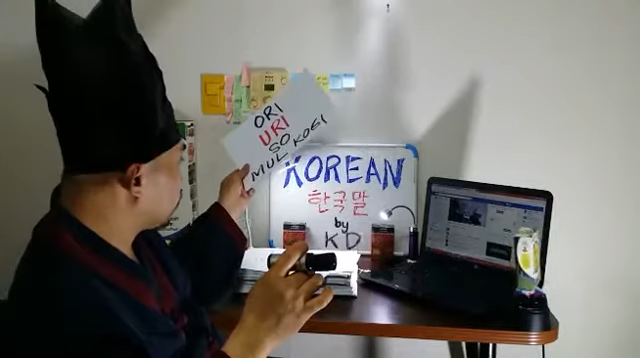 ORI
URI
SO
MUL KOGI
KOREAN
한국말
by
KD